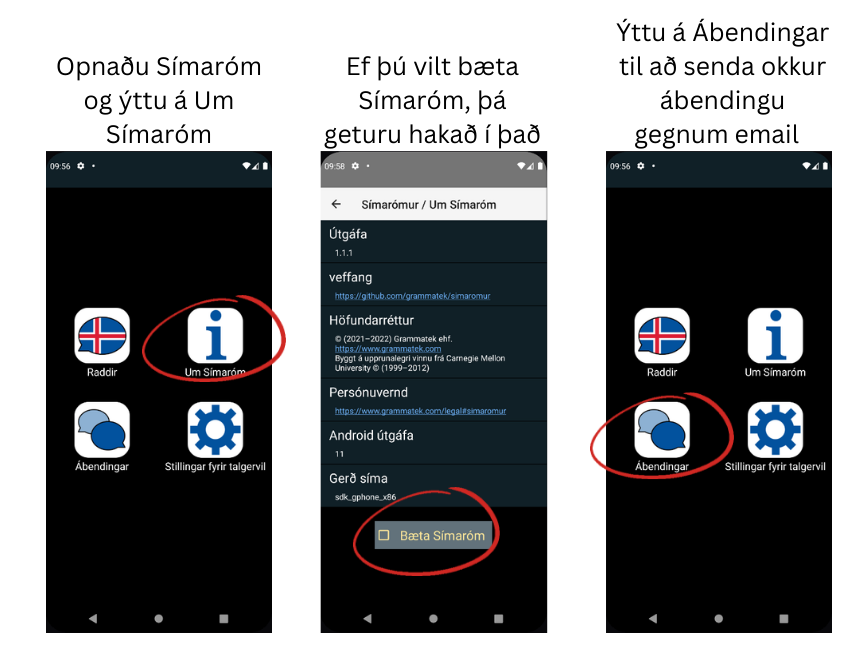 Opnaðu Símaróm
og ýttu á Um
Símaróm
09:56
Raddir
Um Símaróm
Ábendingar
Stillingar fyrir talgervil
Ef þú vilt bæta
Símaróm, þá
geturu hakað í það
09:58
Símarómur / Um Símaróm
Útgáfa
1.1.1
veffang
https://github.com/grammatek/simaromur
Höfundarréttur
© (2021–2022) Grammatek ehf.
https://www.grammatek.com
Byggt á upprunalegri vinnu frá Carnegie Mellon
University © (1999–2012)
Persónuvernd
https://www.grammatek.com/legal#simaromur
Android útgáfa
11
Gerð síma
sdk_gphone_x86
Bæta Símaróm
Ýttu á Ábendingar
til að senda okkur
ábendingu
gegnum email
09:56
Raddir
Um Símaróm
Ábendingar
Stillingar fyrir talgervil